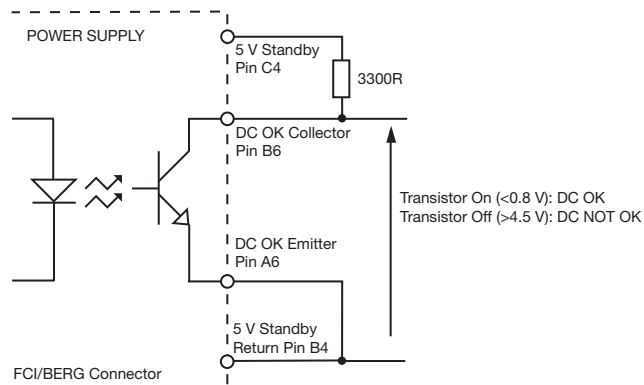 POWER SUPPLY
5 V Standby
Pin C4
3300R
DC OK Collector
Pin B6
Transistor On (<0.8 V): DC OK
Transistor Off (>4.5 V): DC NOT OK
DC OK Emitter
Pin A6
5 V Standby
Return Pin B4
FCI/BERG Connector